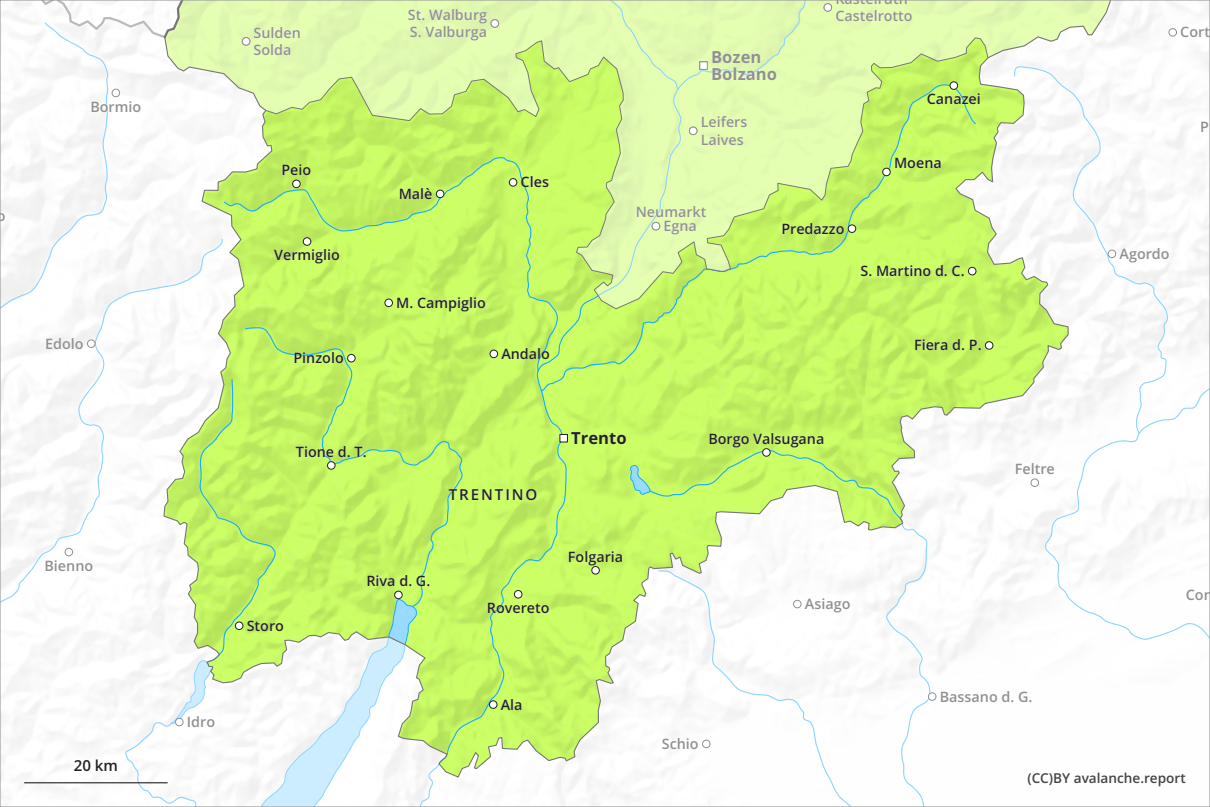 Kastelruth
Castelrotto
St. Walburg
S. Valburga
Sulden
Solda
Cort
Bozen
Bolzano
Bormio
Canazei
Leifers
Laives
Moena
Peio
Malè
Cles
Neumarkt
Egna
Predazzo
Vermiglio
Agordo
S. Martino d. C.
M. Campiglio
Edolo
Fiera d. P.
Pinzolo
Andalo
Trento
Borgo Valsugana
Tione d. T.
Feltre
TRENTINO
Folgaria
Bienno
Riva d. G.
Cor
Rovereto
Asiago
Storo
Bassano d. G.
Ala
Idro
Schio
20 km
(CC)BY avalanche.report